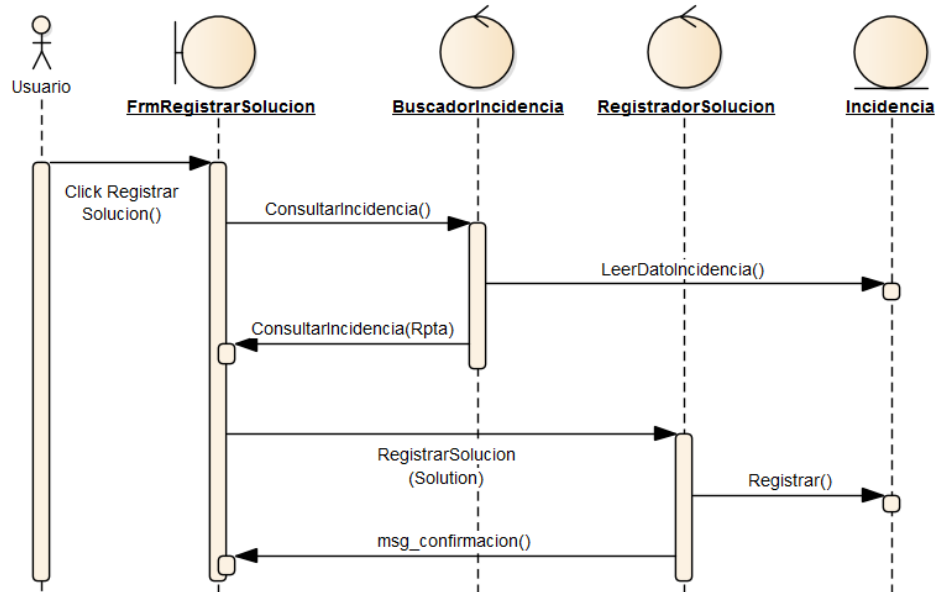 Usuario
FrmRegistrarSolucion
BuscadorIncidencia
RegistradorSolucion
Incidencia
Click Registrar
Solucion()
ConsultarIncidencia()
LeerDatoIncidencia()
ConsultarIncidencia(Rpta)
RegistrarSolucion
(Solution)
Registrar()
msg_confirmacion()